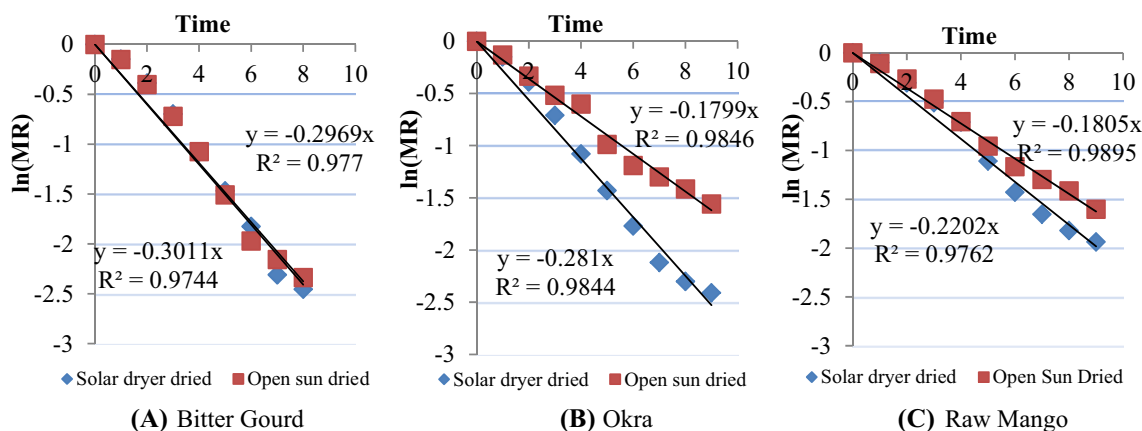 Time
0
0 2 4 6 8 10
-0.5
-1
-1.5
-2
-2.5
-3
ln(MR)
y = -0.2969x
R² = 0.977
y = -0.3011x
R² = 0.9744
Solar dryer dried Open sun dried
(A) Bitter Gourd
Time
0
0 2 4 6 8 10
-0.5
-1
-1.5
-2
-2.5
-3
ln(MR)
y = -0.1799x
R² = 0.9846
y = -0.281x
R² = 0.9844
Solar dryer dried Open sun dried
(B) Okra
Time
0
0 2 4 6 8 10
-0.5
-1
-1.5
-2
-2.5
-3
ln (MR)
y = -0.1805x
R² = 0.9895
y = -0.2202x
R² = 0.9762
Solar dryer dried Open Sun Dried
(C) Raw Mango